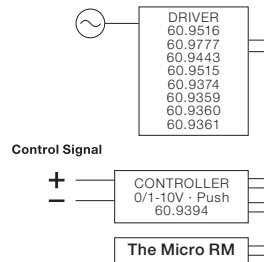 DRIVER
60.9516
60.9777
60.9443
60.9515
60.9374
60.9359
60.9360
60.9361
Control Signal
+
CONTROLLER
–
0/1-10V · Push
60.9394
The Micro RM